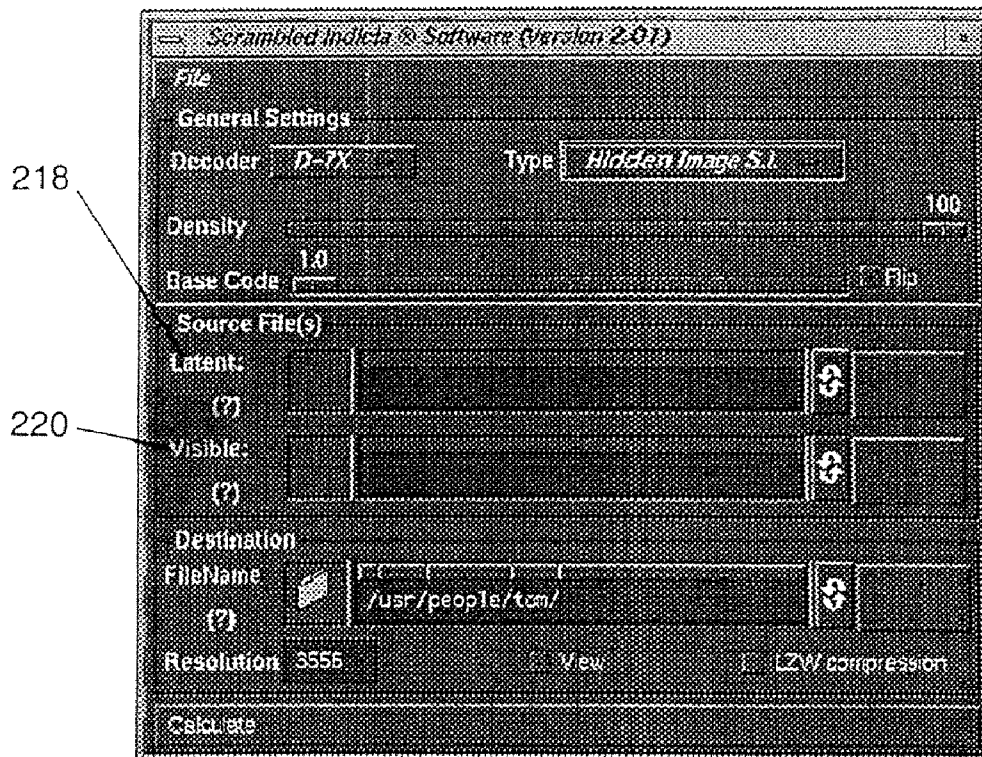 Scrambled Indicia ® Software (Version 2.01)
File
General Settings
Decoder D-7X Type Hidden Image S.I.
Density 100
Base Code 1.0 Flip
Source File(s)
218
Latent:
(?)
220
Visible:
(?)
Destination
FileName
(?)
/usr/people/tom/
Resolution 3556 View LZW compression
Calculate